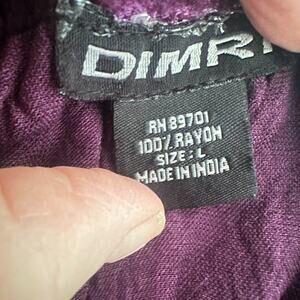 DIMRI
RN 89701
100% RAYON
SIZE: L
MADE IN INDIA